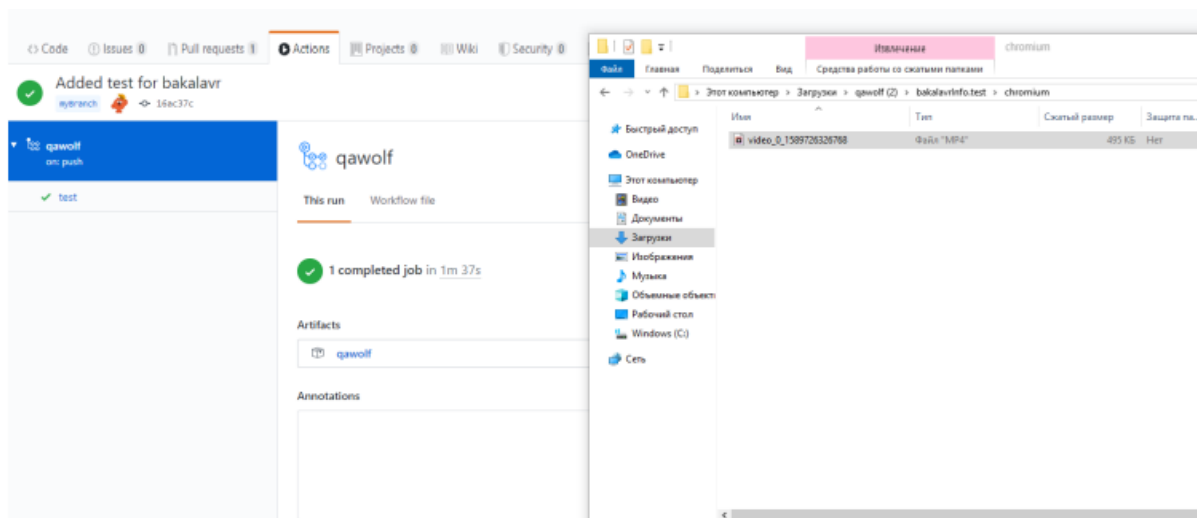 Code Issues 0 Pull requests 1 Actions Projects 0 Wiki Security 0
Added test for bakalavr
mybranch 16ac37c
qawolf
on: push
test
qawolf
This run Workflow file
1 completed job in 1m 37s
Artifacts
qawolf
Annotations
Извлечение chromium
Файл Главная Поделиться Вид Средства работы со сжатыми папками
Этот компьютер › Загрузки › qawolf (2) › bakalavrInfo.test › chromium
Имя Тип Сжатый размер Защита па...
video_0_1589726326768 Файл "MP4" 495 КБ Нет
Быстрый доступ
OneDrive
Этот компьютер
Видео
Документы
Загрузки
Изображения
Музыка
Объемные объекты
Рабочий стол
Windows (C:)
Сеть